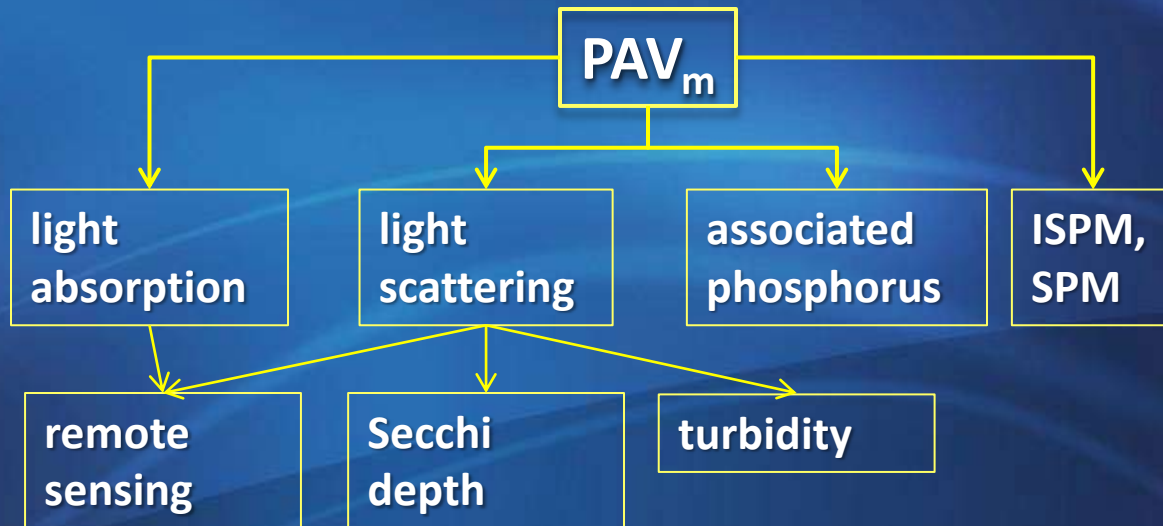 PAVm
light
absorption
light
scattering
associated
phosphorus
ISPM,
SPM
remote
sensing
Secchi
depth
turbidity